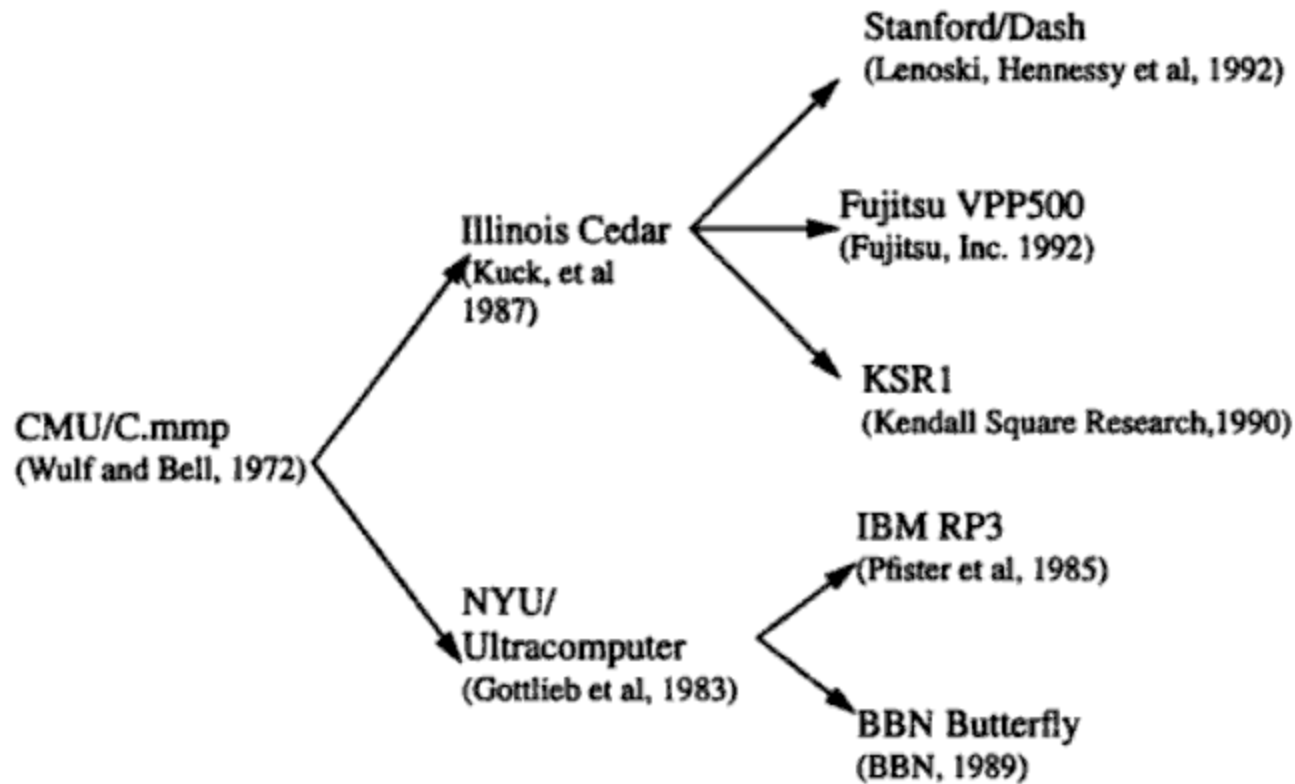 Stanford/Dash
(Lenoski, Hennessy et al, 1992)
Fujitsu VPP500
(Fujitsu, Inc. 1992)
Illinois Cedar
(Kuck, et al
1987)
KSR1
(Kendall Square Research,1990)
CMU/C.mmp
(Wulf and Bell, 1972)
IBM RP3
(Pfister et al, 1985)
NYU/
Ultracomputer
(Gottlieb et al, 1983)
BBN Butterfly
(BBN, 1989)